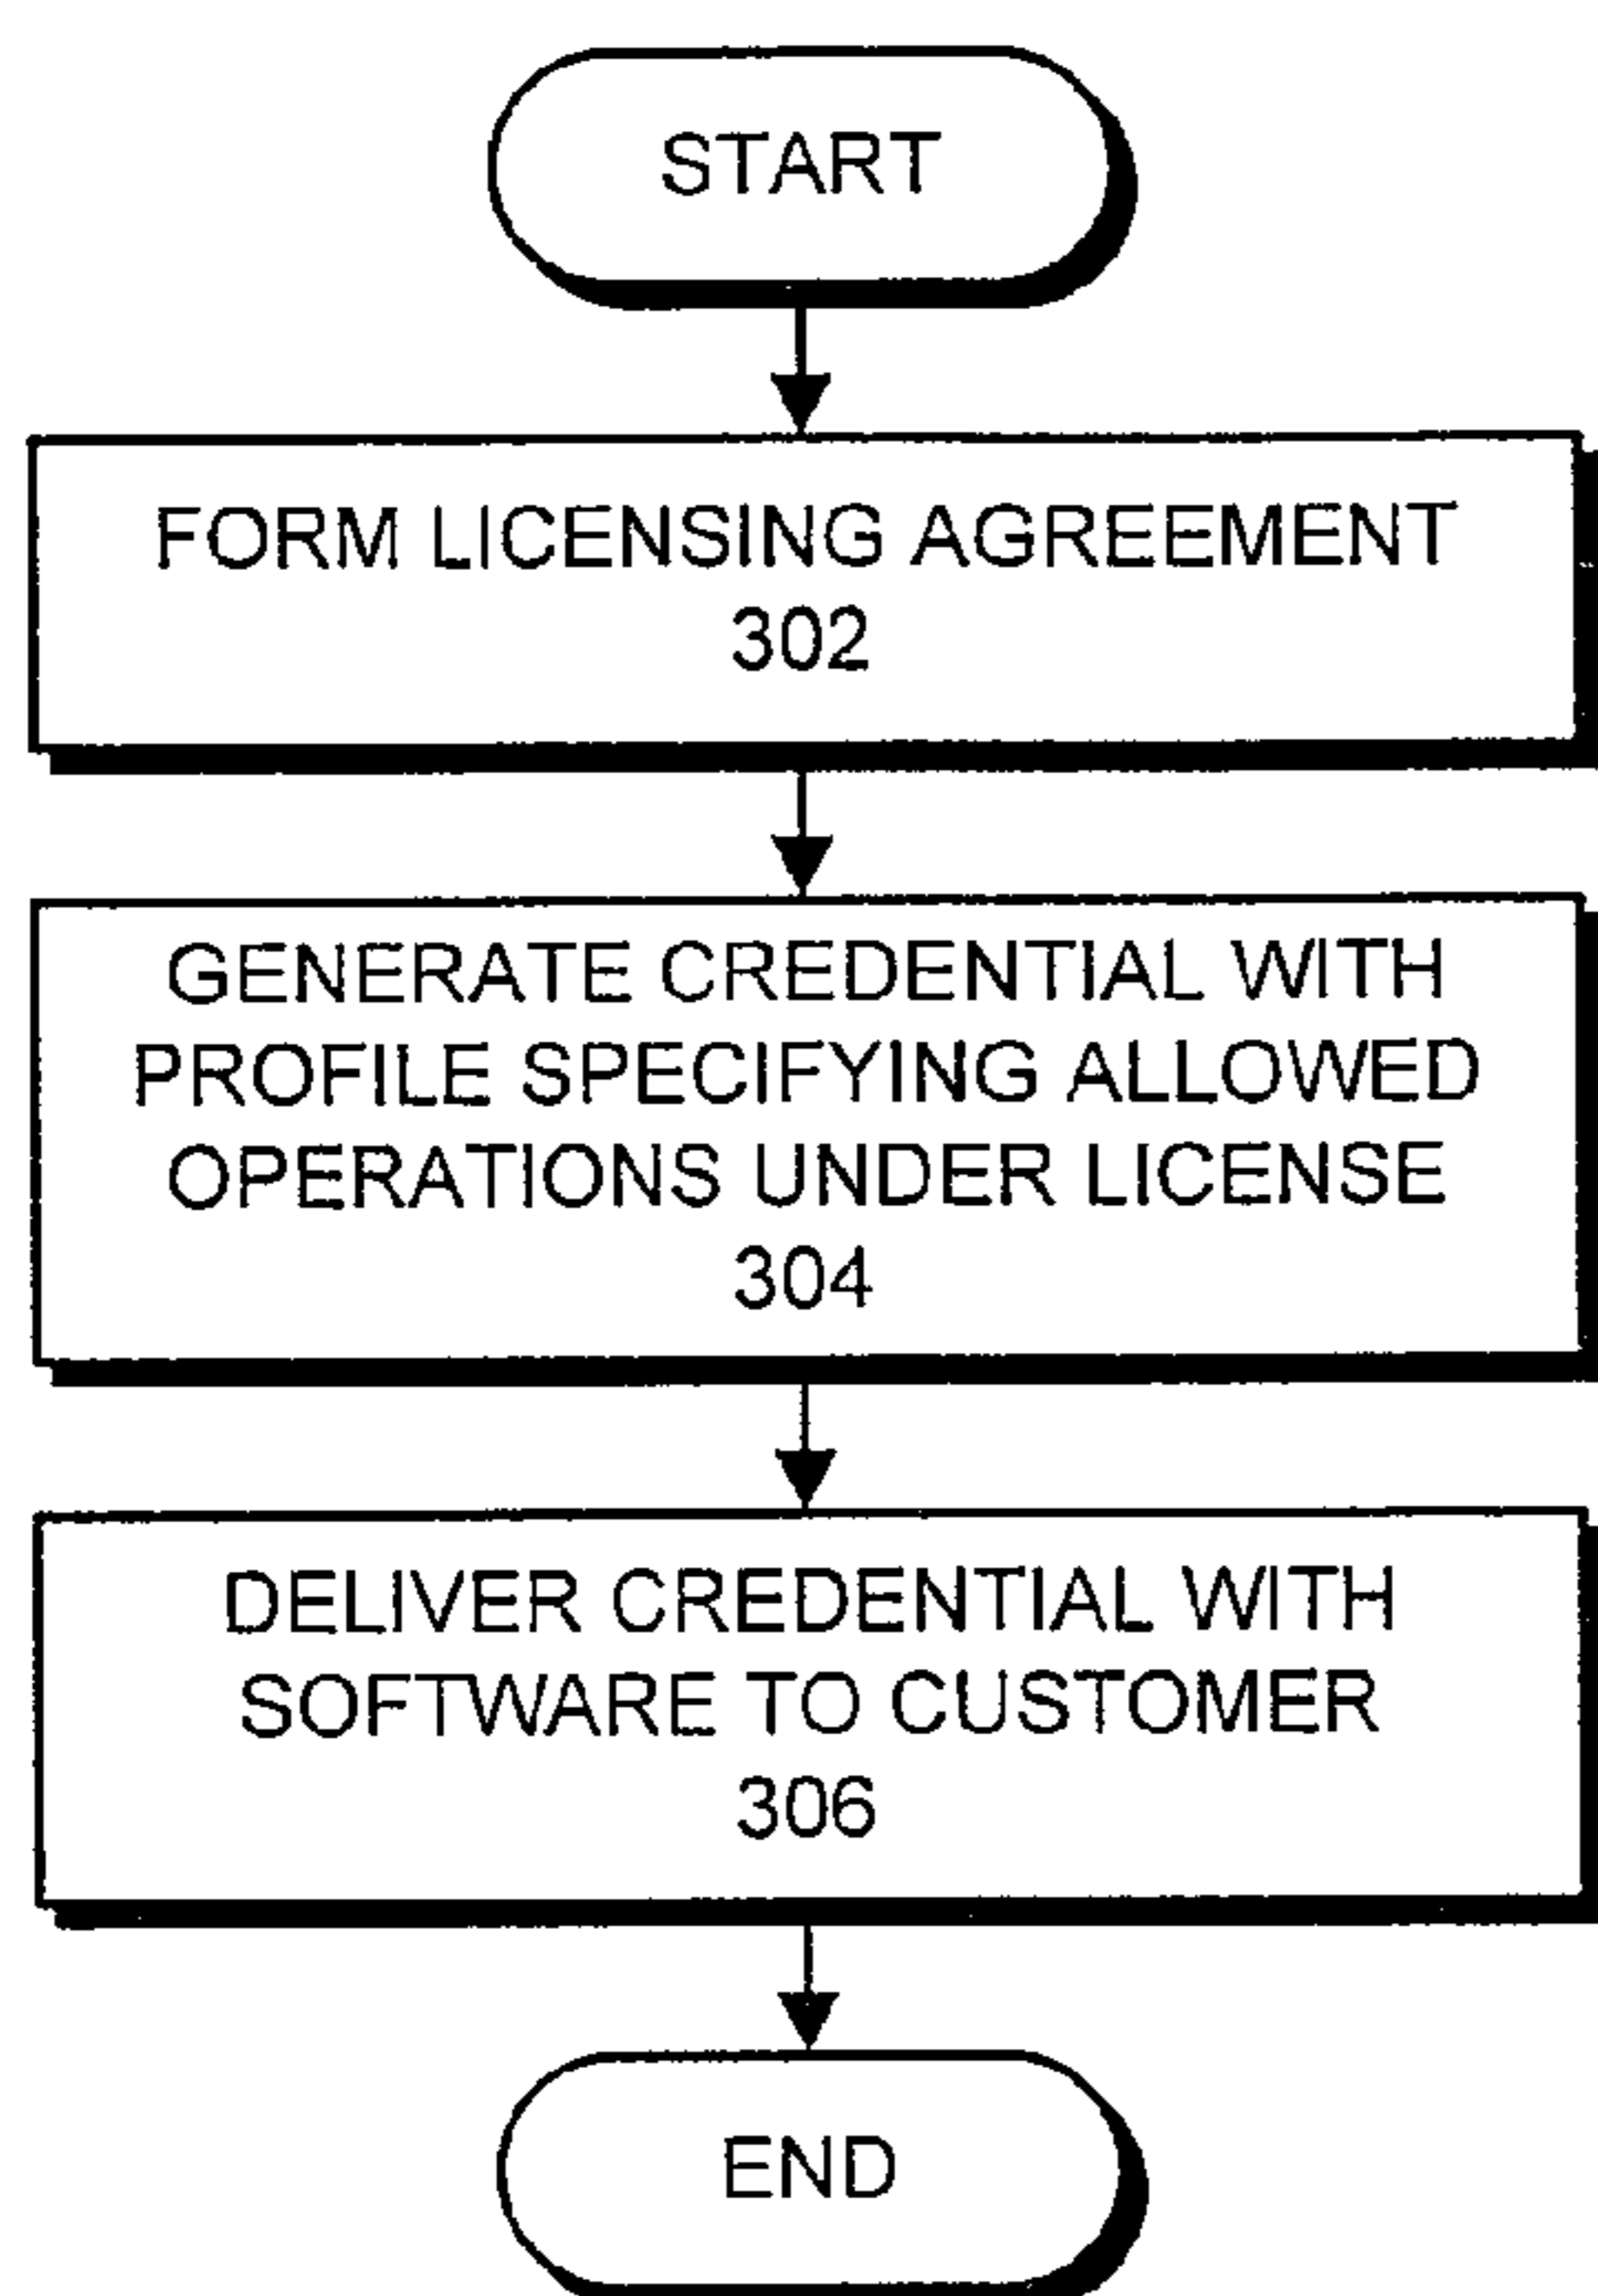 START
FORM LICENSING AGREEMENT
302
GENERATE CREDENTIAL WITH
PROFILE SPECIFYING ALLOWED
OPERATIONS UNDER LICENSE
304
DELIVER CREDENTIAL WITH
SOFTWARE TO CUSTOMER
306
END